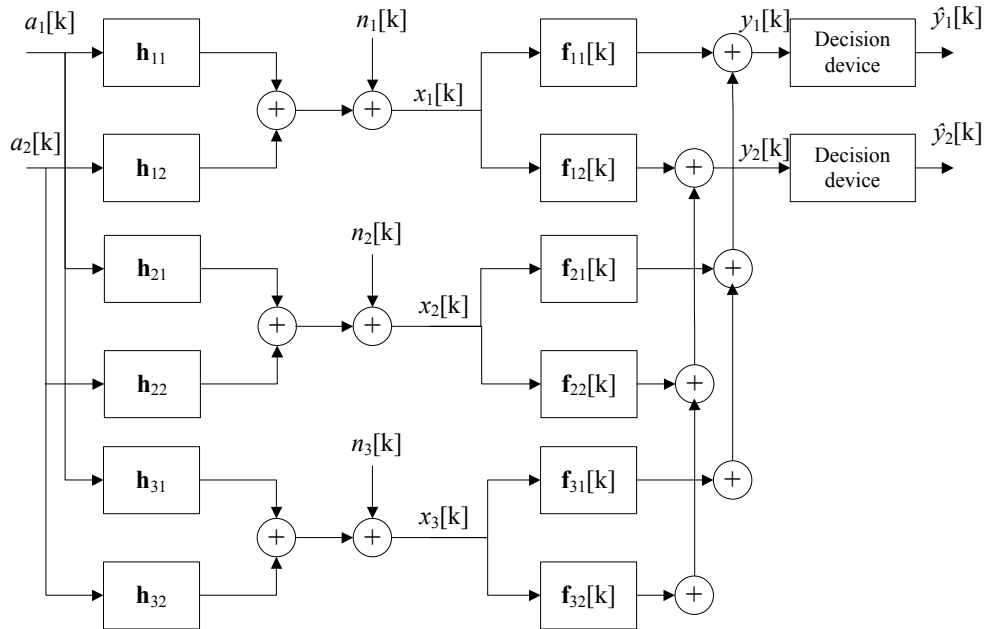 a₁[k]
h₁₁
n₁[k]
x₁[k]
f₁₁[k]
y₁[k]
Decision
device
ŷ₁[k]
+
+
+
a₂[k]
h₁₂
f₁₂[k]
+
y₂[k]
Decision
device
ŷ₂[k]
n₂[k]
h₂₁
f₂₁[k]
+
x₂[k]
+
+
h₂₂
f₂₂[k]
+
n₃[k]
h₃₁
f₃₁[k]
+
x₃[k]
+
+
h₃₂
f₃₂[k]
+